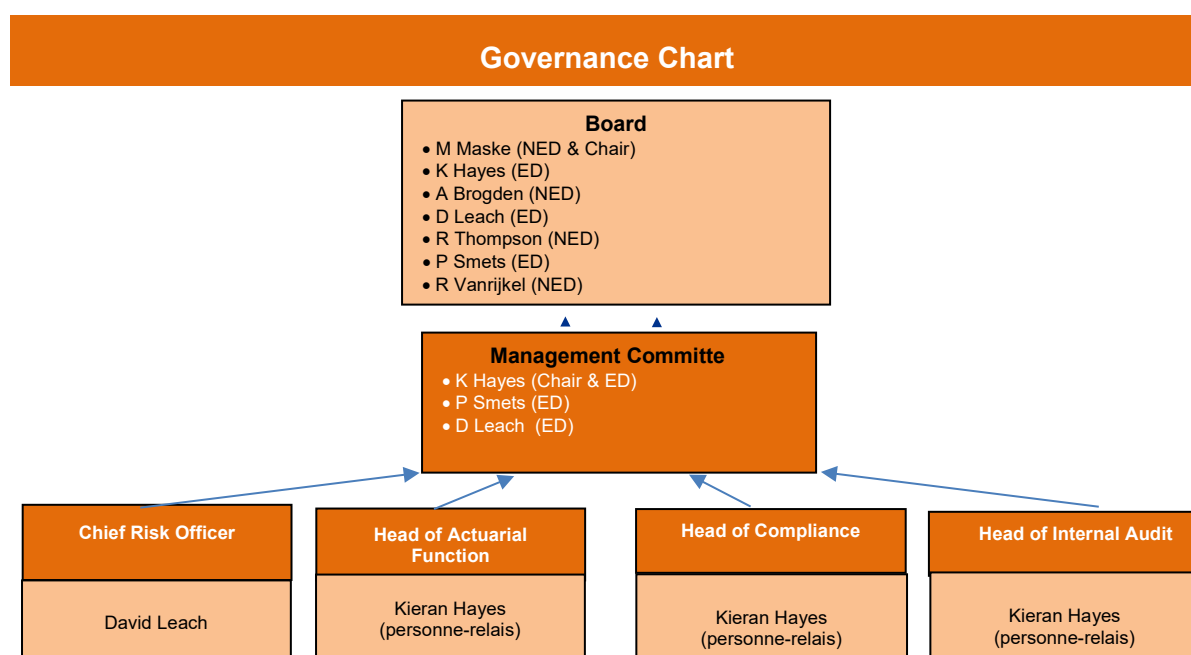 Governance Chart
Board
• M Maske (NED & Chair)
• K Hayes (ED)
• A Brogden (NED)
• D Leach (ED)
• R Thompson (NED)
• P Smets (ED)
• R Vanrijkel (NED)
Management Committe
• K Hayes (Chair & ED)
• P Smets (ED)
• D Leach (ED)
Chief Risk Officer
David Leach
Head of Actuarial
Function
Kieran Hayes
(personne-relais)
Head of Compliance
Kieran Hayes
(personne-relais)
Head of Internal Audit
Kieran Hayes
(personne-relais)